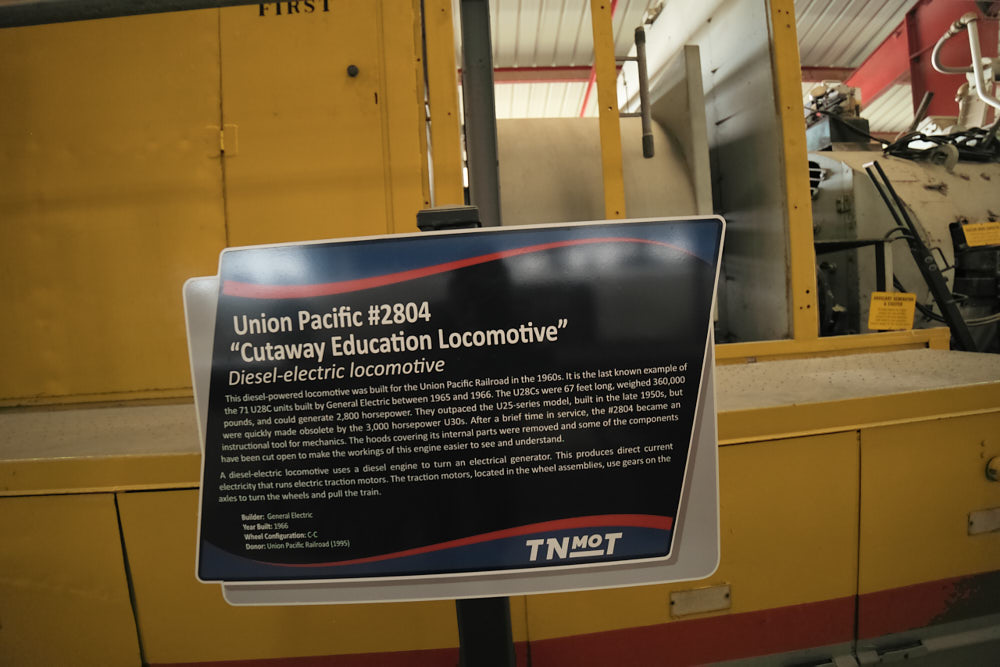 FIRST
Union Pacific #2804
“Cutaway Education Locomotive”
Diesel-electric locomotive
This diesel-powered locomotive was built for the Union Pacific Railroad in the 1960s. It is the last known example of
the 71 U28C units built by General Electric between 1965 and 1966. The U28Cs were 67 feet long, weighed 360,000
pounds, and could generate 2,800 horsepower. They outpaced the U25-series model, built in the late 1950s, but
were quickly made obsolete by the 3,000 horsepower U30s. After a brief time in service, the #2804 became an
instructional tool for mechanics. The hoods covering its internal parts were removed and some of the components
have been cut open to make the workings of this engine easier to see and understand.
A diesel-electric locomotive uses a diesel engine to turn an electrical generator. This produces direct current
electricity that runs electric traction motors. The traction motors, located in the wheel assemblies, use gears on the
axles to turn the wheels and pull the train.
Builder: General Electric
Year Built: 1966
Wheel Configuration: C-C
Donor: Union Pacific Railroad (1995)
TNMOT
AUXILIARY GENERATOR
& EXCITER